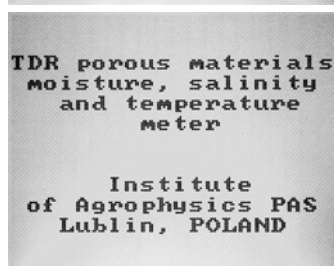 TDR porous materials
moisture, salinity
and temperature
meter
Institute
of Agrophysics PAS
Lublin, POLAND